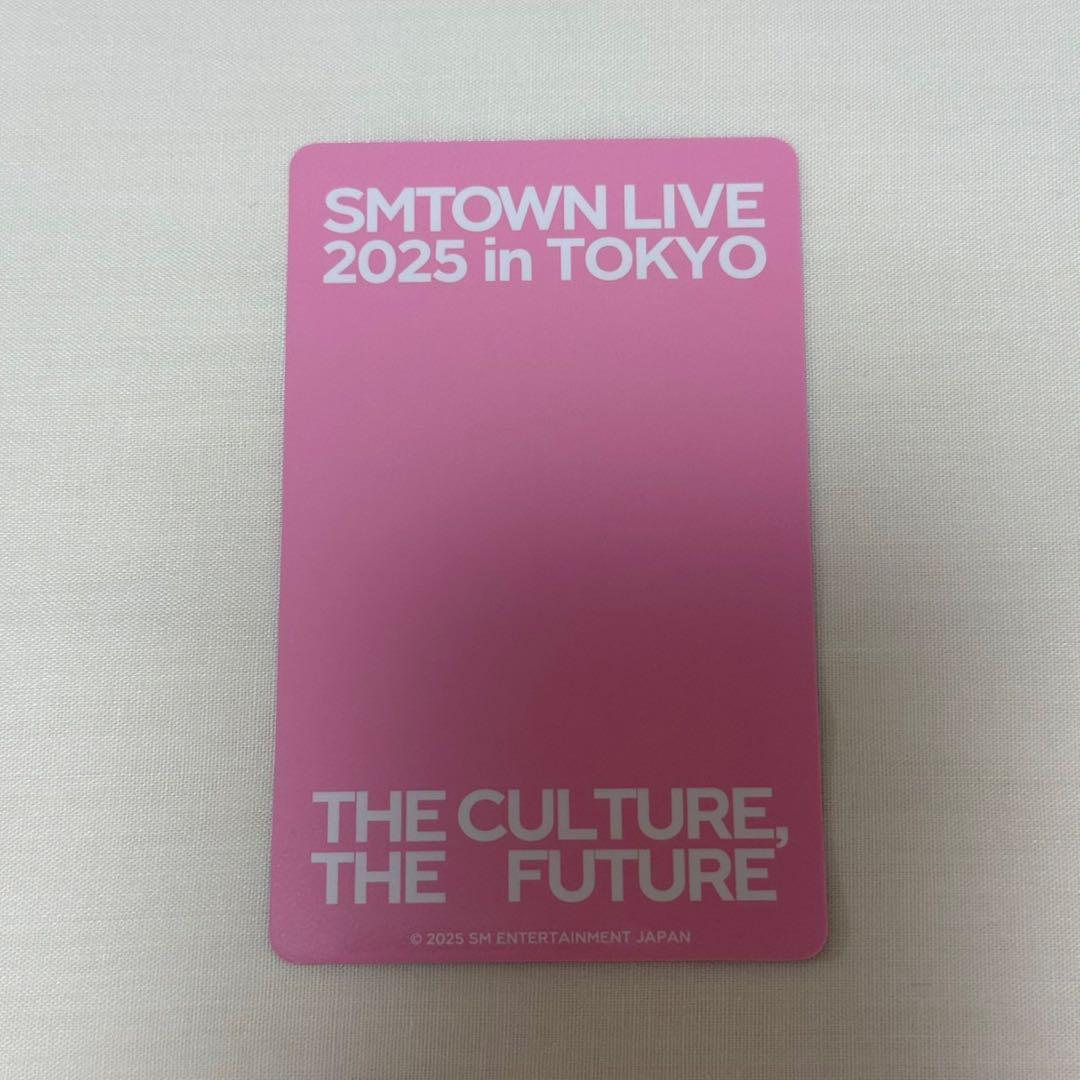 SMTOWN LIVE
2025 in TOKYO
THE CULTURE,
THE FUTURE
© 2025 SM ENTERTAINMENT JAPAN